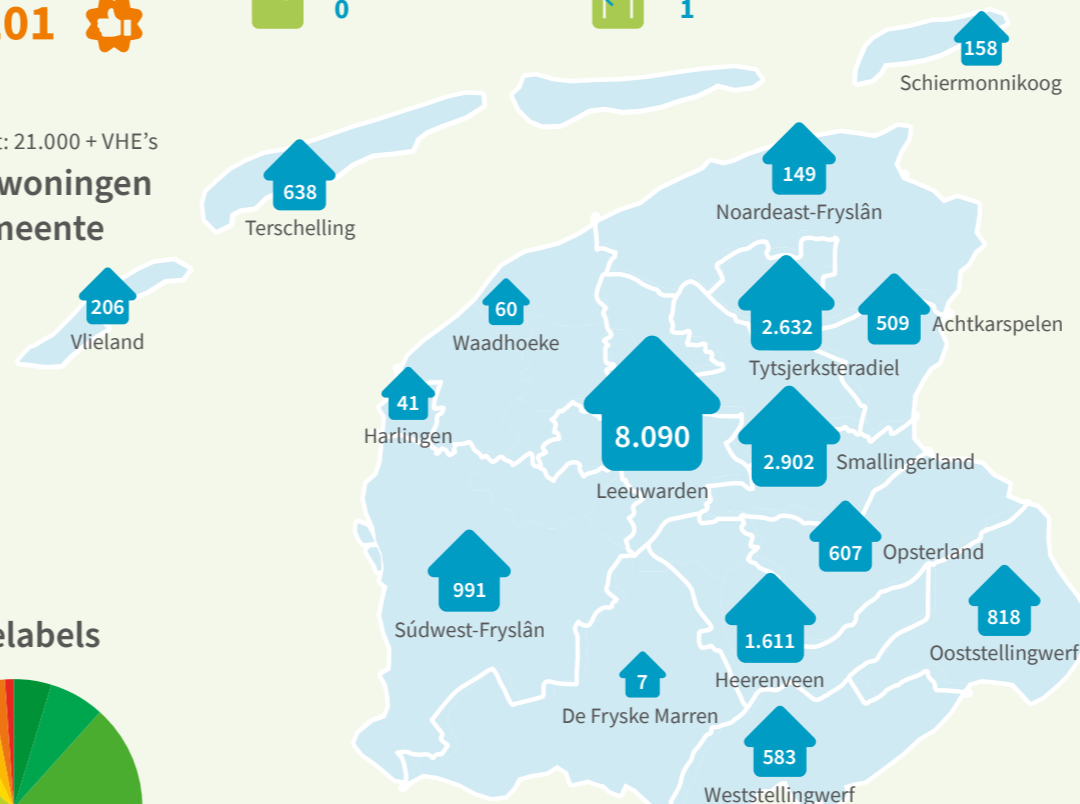 01
0
1
158
Schiermonnikoog
: 21.000 + VHE's
woningen
638
149
Noardeast-Fryslân
Terschelling
206
Vlieland
60
Waadhoeke
2.632
509
Achtkarspelen
Tytsjerksteradiel
41
Harlingen
8.090
Leeuwarden
2.902
Smallingerland
607
Opsterland
991
Súdwest-Fryslân
818
Ooststellingwerf
elabels
1.611
Heerenveen
7
De Fryske Marren
583
Weststellingwerf